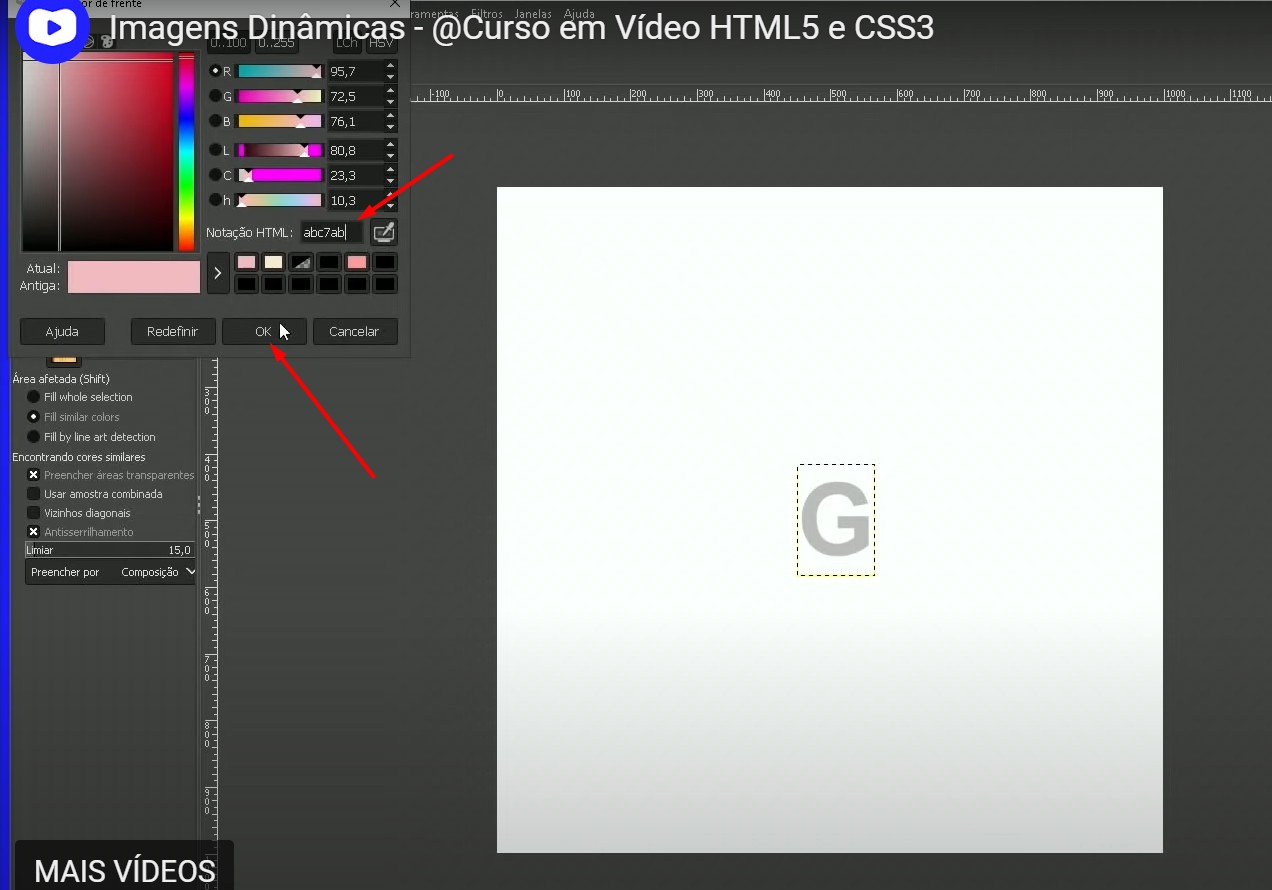 or de frente
Imagens Dinâmicas - @Curso em Vídeo HTML5 e CSS3
ramentas Filtros Janelas Ajuda
0..100 0..255 LCh HSV
R 95,7
G 72,5
B 76,1
L 80,8
C 23,3
h 10,3
Notação HTML: abc7ab
Atual:
Antiga:
Ajuda Redefinir OK Cancelar
-100 0 100 200 300 400 500 600 700 800 900 1000 1100
Área afetada (Shift)
Fill whole selection
Fill similar colors
Fill by line art detection
Encontrando cores similares
Preencher áreas transparentes
Usar amostra combinada
Vizinhos diagonais
Antisserrilhamento
Limiar 15,0
Preencher por Composição
300
400
500
600
700
800
900
G
MAIS VÍDEOS